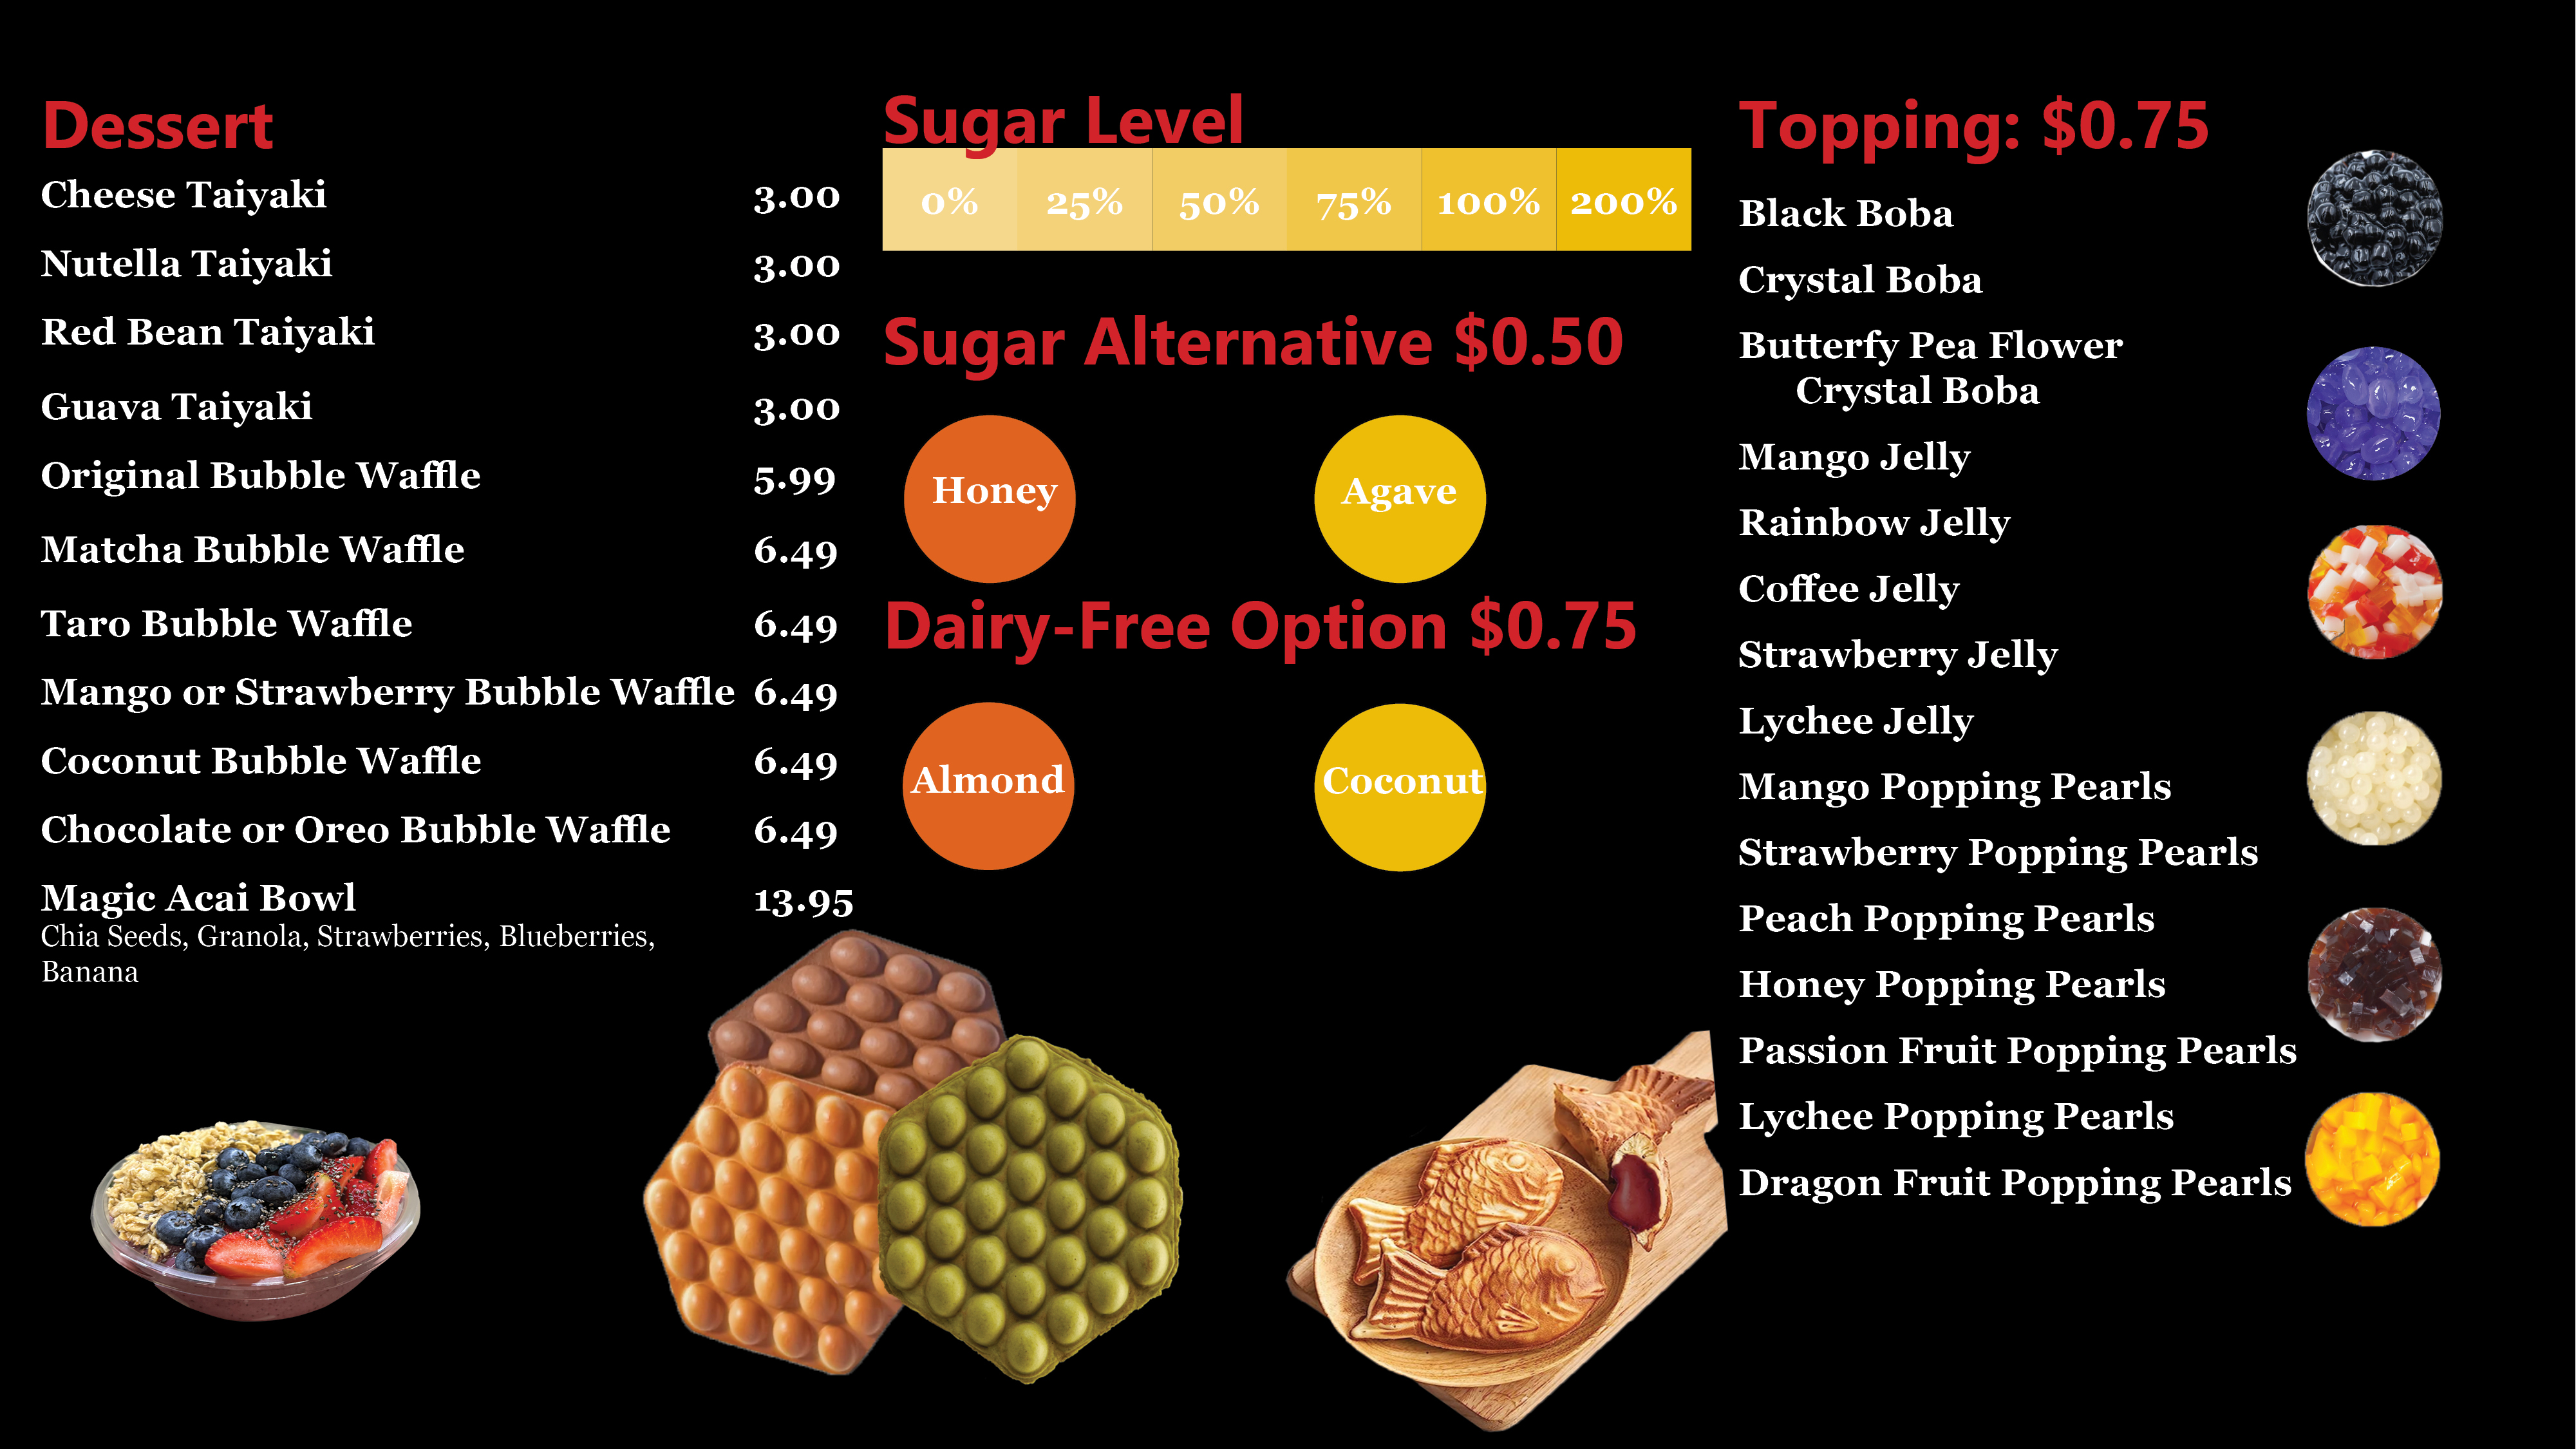 Dessert
Cheese Taiyaki 3.00
Nutella Taiyaki 3.00
Red Bean Taiyaki 3.00
Guava Taiyaki 3.00
Original Bubble Waffle 5.99
Matcha Bubble Waffle 6.49
Taro Bubble Waffle 6.49
Mango or Strawberry Bubble Waffle 6.49
Coconut Bubble Waffle 6.49
Chocolate or Oreo Bubble Waffle 6.49
Magic Acai Bowl 13.95
Chia Seeds, Granola, Strawberries, Blueberries,
Banana
Sugar Level
0% 25% 50% 75% 100% 200%
Sugar Alternative $0.50
Honey Agave
Dairy-Free Option $0.75
Almond Coconut
Topping: $0.75
Black Boba
Crystal Boba
Butterfy Pea Flower
Crystal Boba
Mango Jelly
Rainbow Jelly
Coffee Jelly
Strawberry Jelly
Lychee Jelly
Mango Popping Pearls
Strawberry Popping Pearls
Peach Popping Pearls
Honey Popping Pearls
Passion Fruit Popping Pearls
Lychee Popping Pearls
Dragon Fruit Popping Pearls